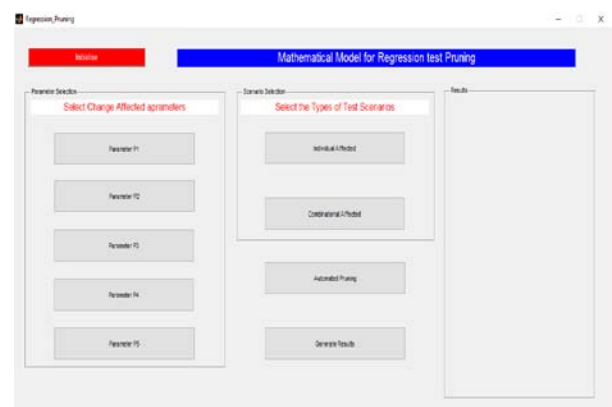 Regression_Pruning
Initialise
Mathematical Model for Regression test Pruning
Parameter Selection
Select Change Affected aprameters
Parameter P1
Parameter P2
Parameter P3
Parameter P4
Parameter P5
Scenario Selection
Select the Types of Test Scenarios
Individual Affected
Combinational Affected
Automated Pruning
Generate Results
Results